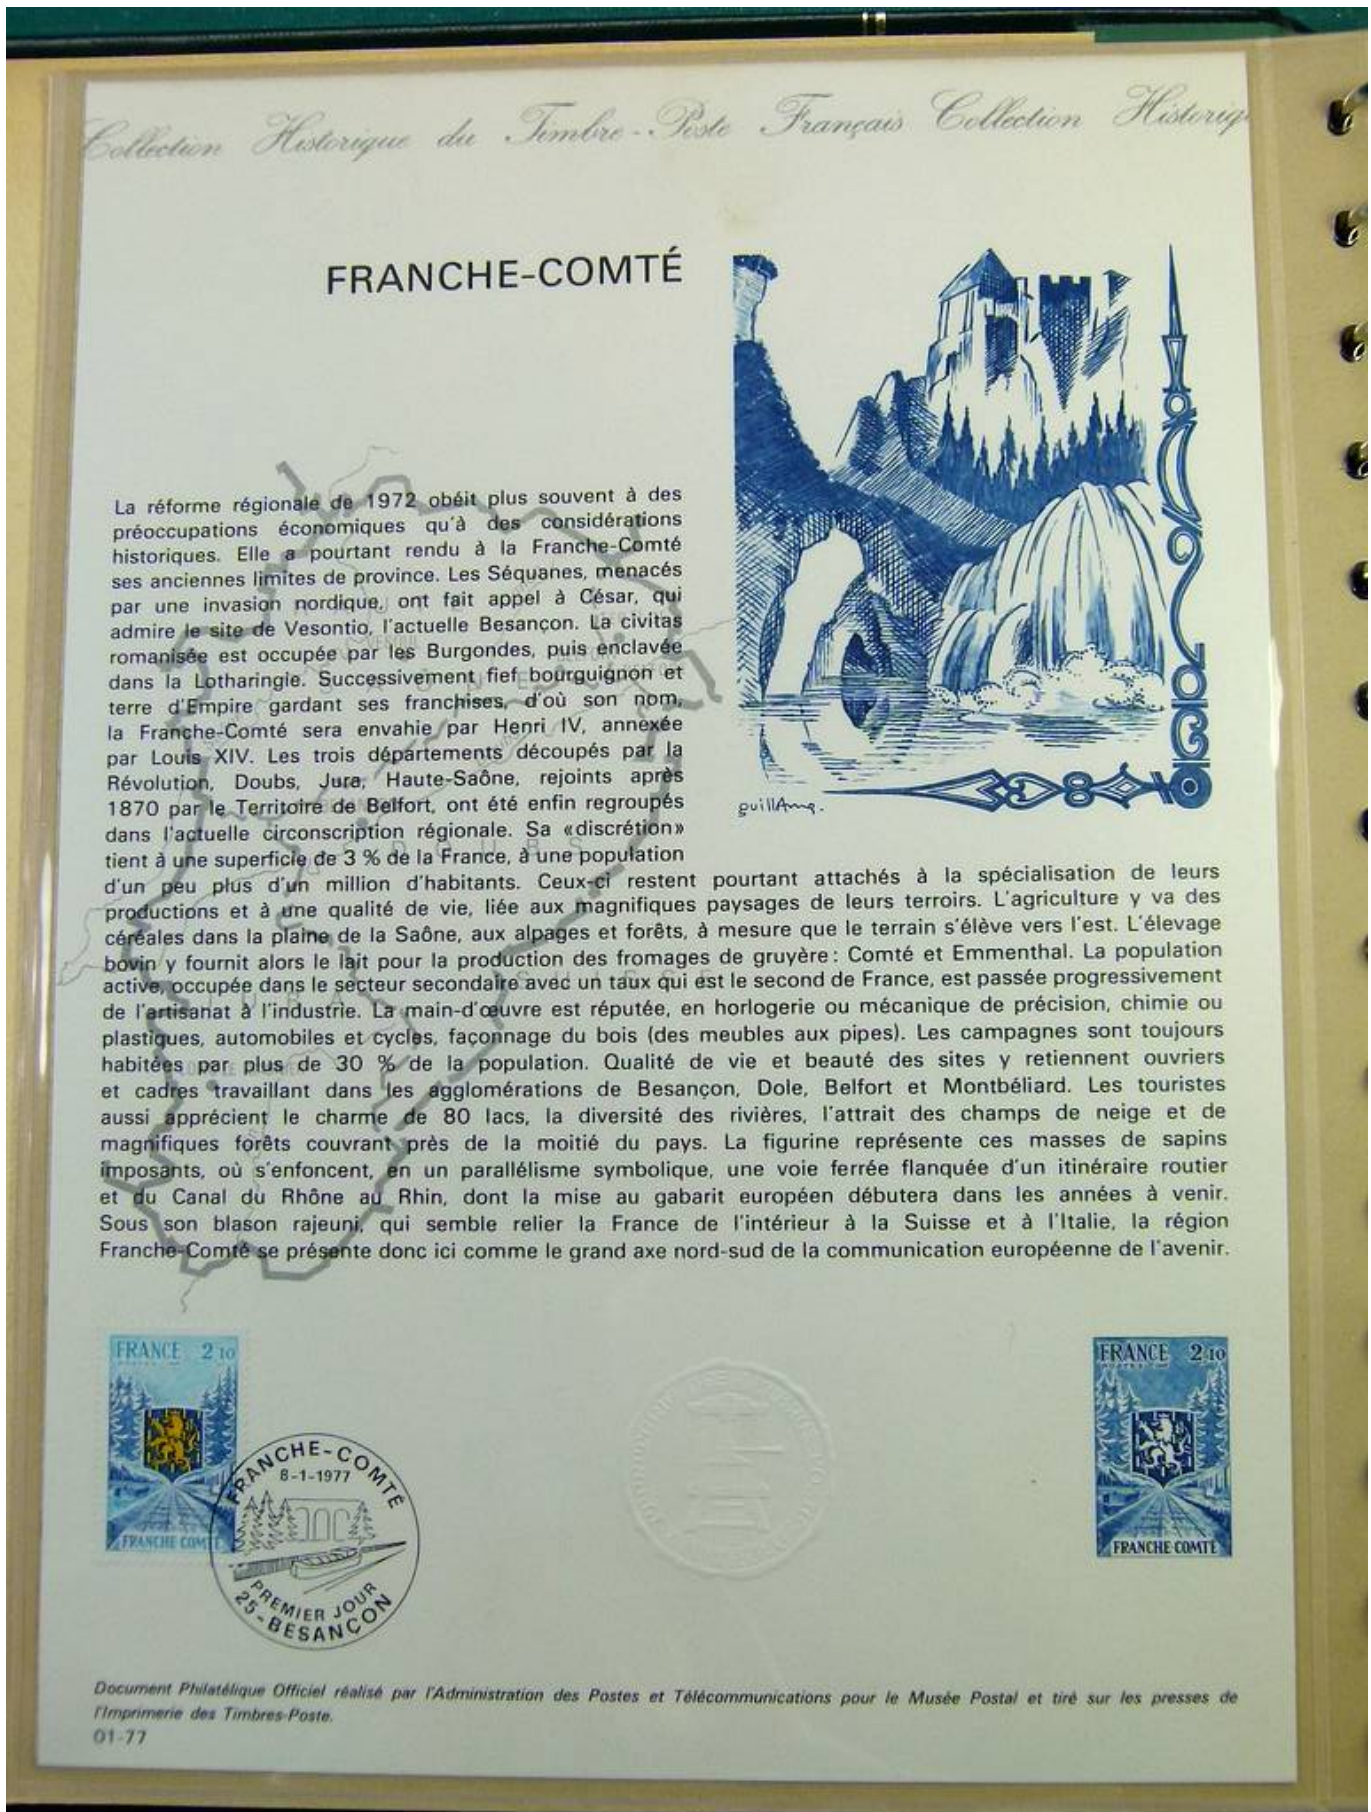 Collection Historique du Timbre-Poste Français Collection Historiq
FRANCHE-COMTÉ
La réforme régionale de 1972 obéit plus souvent à des
préoccupations économiques qu'à des considérations
historiques. Elle a pourtant rendu à la Franche-Comté
ses anciennes limites de province. Les Séquanes, menacés
par une invasion nordique, ont fait appel à César, qui
admire le site de Vesontio, l'actuelle Besançon. La civitas
romanisée est occupée par les Burgondes, puis enclavée
dans la Lotharingie. Successivement fief bourguignon et
terre d'Empire gardant ses franchises, d'où son nom,
la Franche-Comté sera envahie par Henri IV, annexée
par Louis XIV. Les trois départements découpés par la
Révolution, Doubs, Jura, Haute-Saône, rejoints après
1870 par le Territoire de Belfort, ont été enfin regroupés
dans l'actuelle circonscription régionale. Sa «discrétion»
tient à une superficie de 3 % de la France, à une population
d'un peu plus d'un million d'habitants. Ceux-ci restent pourtant attachés à la spécialisation de leurs
productions et à une qualité de vie, liée aux magnifiques paysages de leurs terroirs. L'agriculture y va des
céréales dans la plaine de la Saône, aux alpages et forêts, à mesure que le terrain s'élève vers l'est. L'élevage
bovin y fournit alors le lait pour la production des fromages de gruyère : Comté et Emmenthal. La population
active, occupée dans le secteur secondaire avec un taux qui est le second de France, est passée progressivement
de l'artisanat à l'industrie. La main-d'œuvre est réputée, en horlogerie ou mécanique de précision, chimie ou
plastiques, automobiles et cycles, façonnage du bois (des meubles aux pipes). Les campagnes sont toujours
habitées par plus de 30 % de la population. Qualité de vie et beauté des sites y retiennent ouvriers
et cadres travaillant dans les agglomérations de Besançon, Dole, Belfort et Montbéliard. Les touristes
aussi apprécient le charme de 80 lacs, la diversité des rivières, l'attrait des champs de neige et de
magnifiques forêts couvrant près de la moitié du pays. La figurine représente ces masses de sapins
imposants, où s'enfoncent, en un parallélisme symbolique, une voie ferrée flanquée d'un itinéraire routier
et du Canal du Rhône au Rhin, dont la mise au gabarit européen débutera dans les années à venir.
Sous son blason rajeuni, qui semble relier la France de l'intérieur à la Suisse et à l'Italie, la région
Franche-Comté se présente donc ici comme le grand axe nord-sud de la communication européenne de l'avenir.
FRANCE 2,10
FRANCHE-COMTÉ
FRANCHE-COMTÉ
8-1-1977
PREMIER JOUR
25-BESANÇON
FRANCE 2,10
FRANCHE-COMTÉ
Document Philatélique Officiel réalisé par l'Administration des Postes et Télécommunications pour le Musée Postal et tiré sur les presses de
l'Imprimerie des Timbres-Poste.
01-77